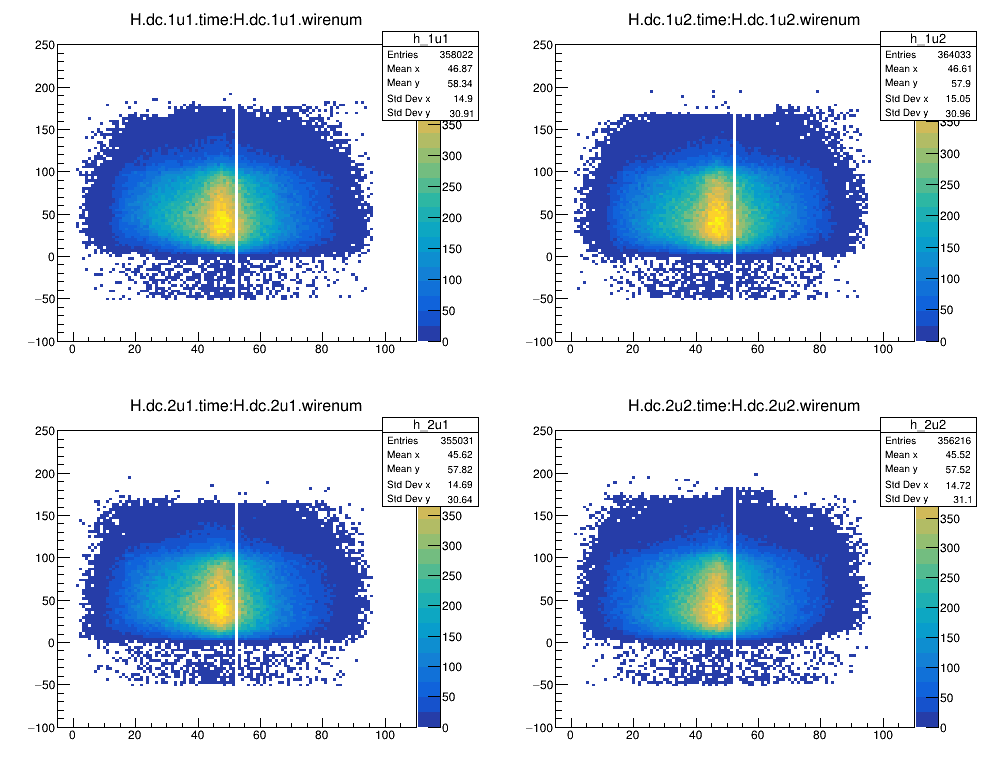 H.dc.1u1.time:H.dc.1u1.wirenum
h_1u1
Entries 358022
Mean x 46.87
Mean y 58.34
Std Dev x 14.9
Std Dev y 30.91
250
200
150
100
50
0
−50
−100
0 20 40 60 80 100
350
300
250
200
150
100
50
0
H.dc.1u2.time:H.dc.1u2.wirenum
h_1u2
Entries 364033
Mean x 46.61
Mean y 57.9
Std Dev x 15.05
Std Dev y 30.96
250
200
150
100
50
0
−50
−100
0 20 40 60 80 100
350
300
250
200
150
100
50
0
H.dc.2u1.time:H.dc.2u1.wirenum
h_2u1
Entries 355031
Mean x 45.62
Mean y 57.82
Std Dev x 14.69
Std Dev y 30.64
250
200
150
100
50
0
−50
−100
0 20 40 60 80 100
350
300
250
200
150
100
50
0
H.dc.2u2.time:H.dc.2u2.wirenum
h_2u2
Entries 356216
Mean x 45.52
Mean y 57.52
Std Dev x 14.72
Std Dev y 31.1
250
200
150
100
50
0
−50
−100
0 20 40 60 80 100
350
300
250
200
150
100
50
0